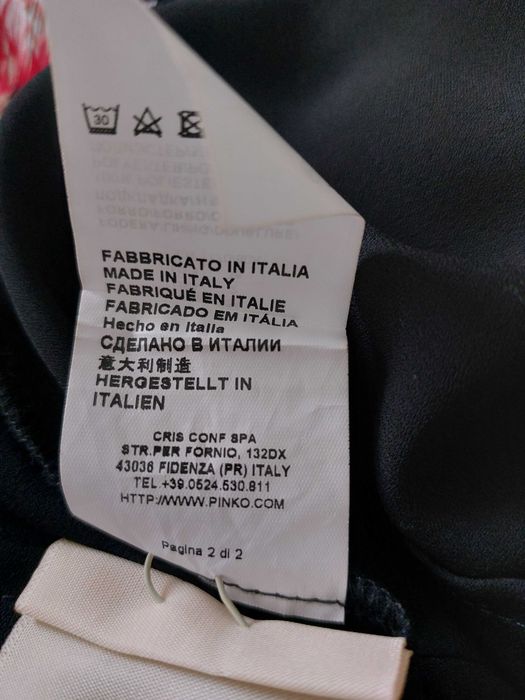 30
FABBRICATO IN ITALIA
MADE IN ITALY
FABRIQUÉ EN ITALIE
FABRICADO EM ITÁLIA
Hecho en Italia
СДЕЛАНО В ИТАЛИИ
意大利制造
HERGESTELLT IN
ITALIEN
CRIS CONF SPA
STR.PER FORNIO, 132DX
43036 FIDENZA (PR) ITALY
TEL +39.0524.530.811
HTTP://WWW.PINKO.COM
Pagina 2 di 2